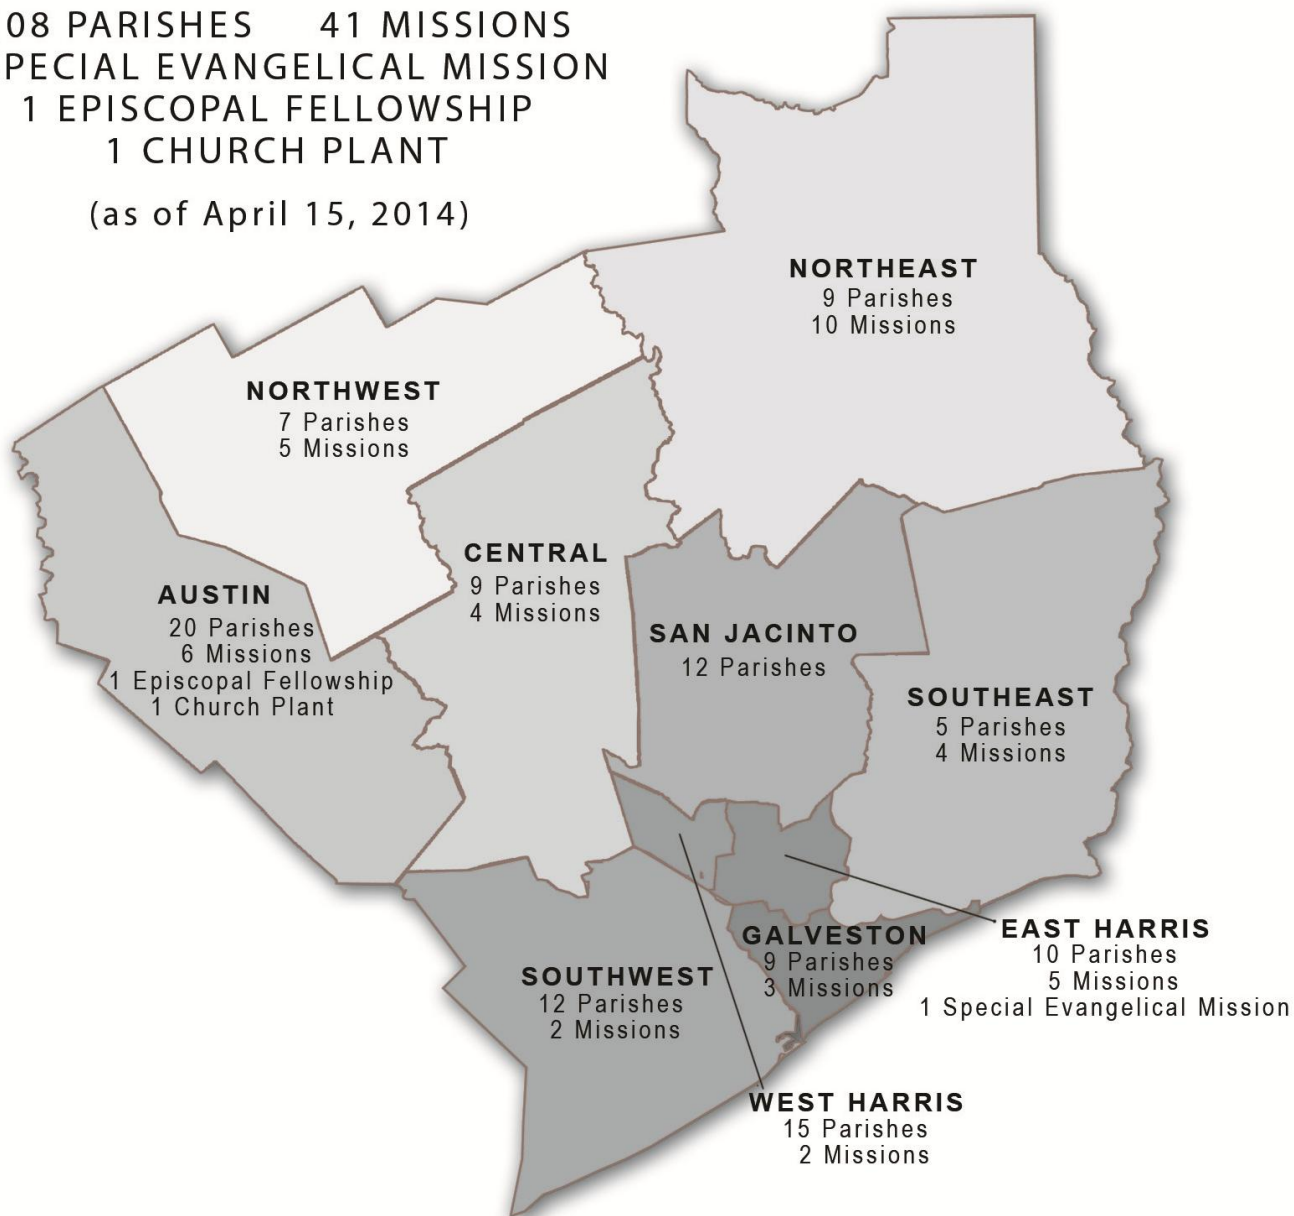 08 PARISHES 41 MISSIONS
PECIAL EVANGELICAL MISSION
1 EPISCOPAL FELLOWSHIP
1 CHURCH PLANT
(as of April 15, 2014)
NORTHEAST
9 Parishes
10 Missions
NORTHWEST
7 Parishes
5 Missions
CENTRAL
9 Parishes
4 Missions
AUSTIN
20 Parishes
6 Missions
1 Episcopal Fellowship
1 Church Plant
SAN JACINTO
12 Parishes
SOUTHEAST
5 Parishes
4 Missions
GALVESTON
9 Parishes
3 Missions
EAST HARRIS
10 Parishes
5 Missions
1 Special Evangelical Mission
SOUTHWEST
12 Parishes
2 Missions
WEST HARRIS
15 Parishes
2 Missions